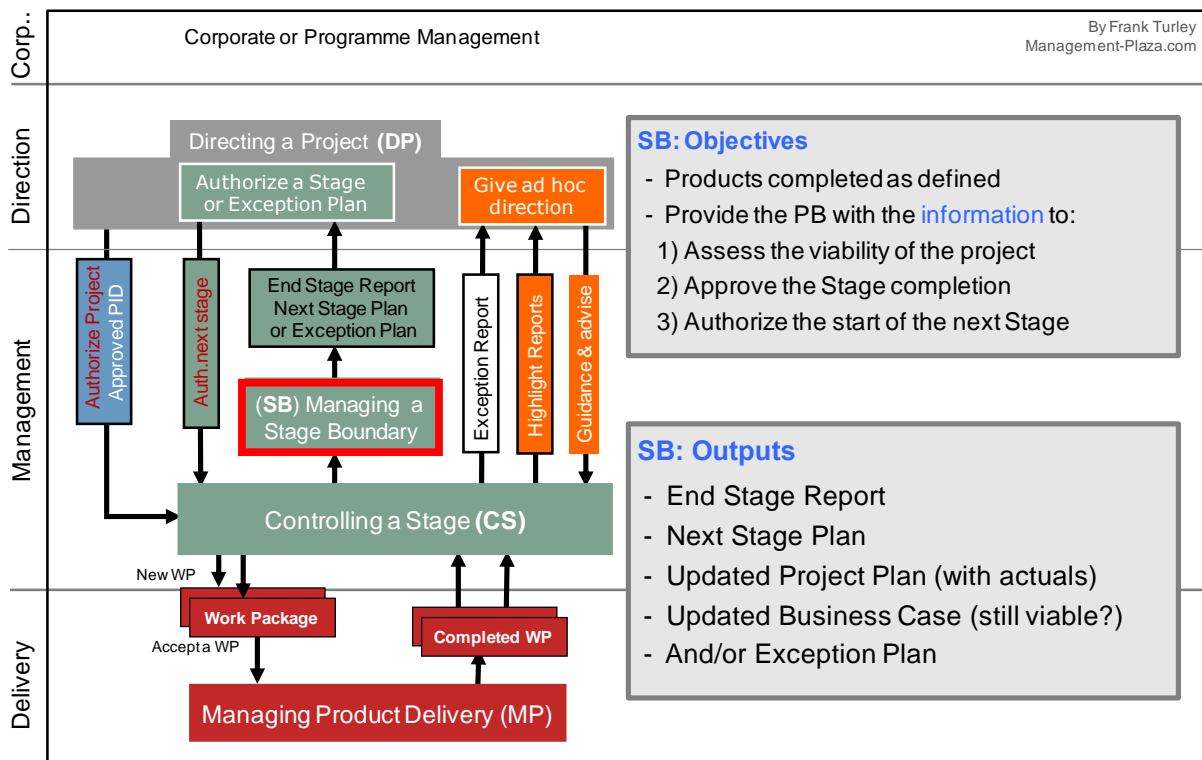 Corp..
Corporate or Programme Management
By Frank Turley
Management-Plaza.com
Direction
Directing a Project (DP)
Authorize a Stage
or Exception Plan
Give ad hoc
direction
Management
Authorize Project
Approved PID
Auth.next stage
End Stage Report
Next Stage Plan
or Exception Plan
(SB) Managing a
Stage Boundary
Exception Report
Highlight Reports
Guidance & advise
Controlling a Stage (CS)
New WP
Work Package
Accept a WP
Completed WP
Delivery
Managing Product Delivery (MP)
SB: Objectives
- Products completed as defined
- Provide the PB with the information to:
1) Assess the viability of the project
2) Approve the Stage completion
3) Authorize the start of the next Stage
SB: Outputs
- End Stage Report
- Next Stage Plan
- Updated Project Plan (with actuals)
- Updated Business Case (still viable?)
- And/or Exception Plan